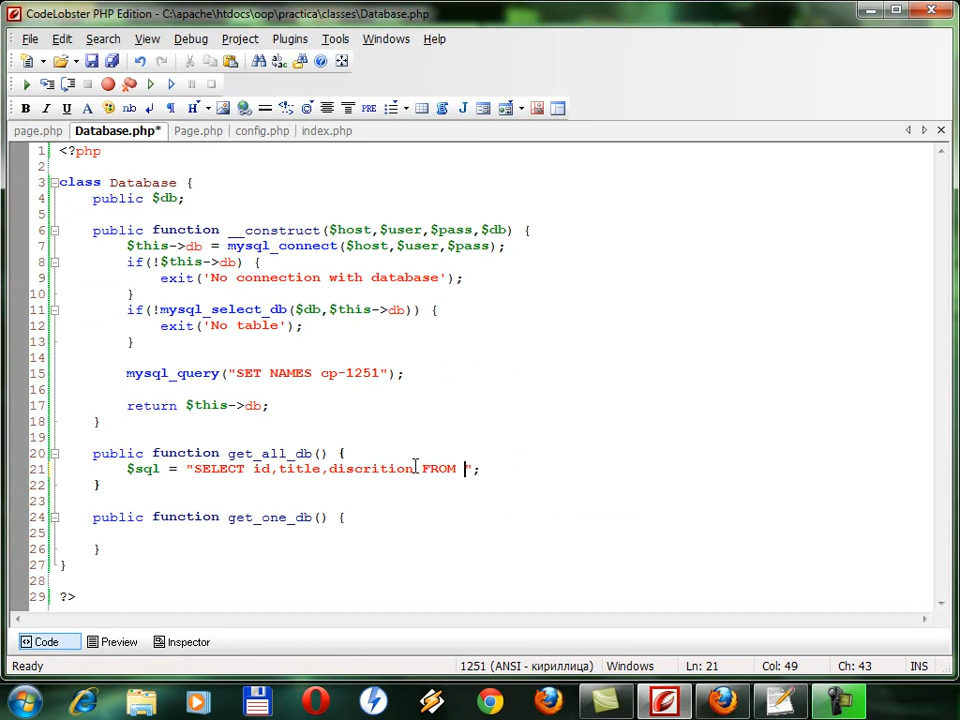 CodeLobster PHP Edition - C:\apache\htdocs\oop\practica\classes\Database.php
File Edit Search View Debug Project Plugins Tools Windows Help
B I U A nb H PRE J
page.php Database.php* Page.php config.php index.php
1 <?php
2
3 class Database {
4 public $db;
5
6 public function __construct($host,$user,$pass,$db) {
7 $this->db = mysql_connect($host,$user,$pass);
8 if(!$this->db) {
9 exit('No connection with database');
10 }
11 if(!mysql_select_db($db,$this->db)) {
12 exit('No table');
13 }
14
15 mysql_query("SET NAMES cp-1251");
16
17 return $this->db;
18 }
19
20 public function get_all_db() {
21 $sql = "SELECT id,title,discrition FROM ";
22 }
23
24 public function get_one_db() {
25
26 }
27 }
28
29 ?>
Code Preview Inspector
Ready 1251 (ANSI - кириллица) Windows Ln: 21 Col: 49 Ch: 43 INS